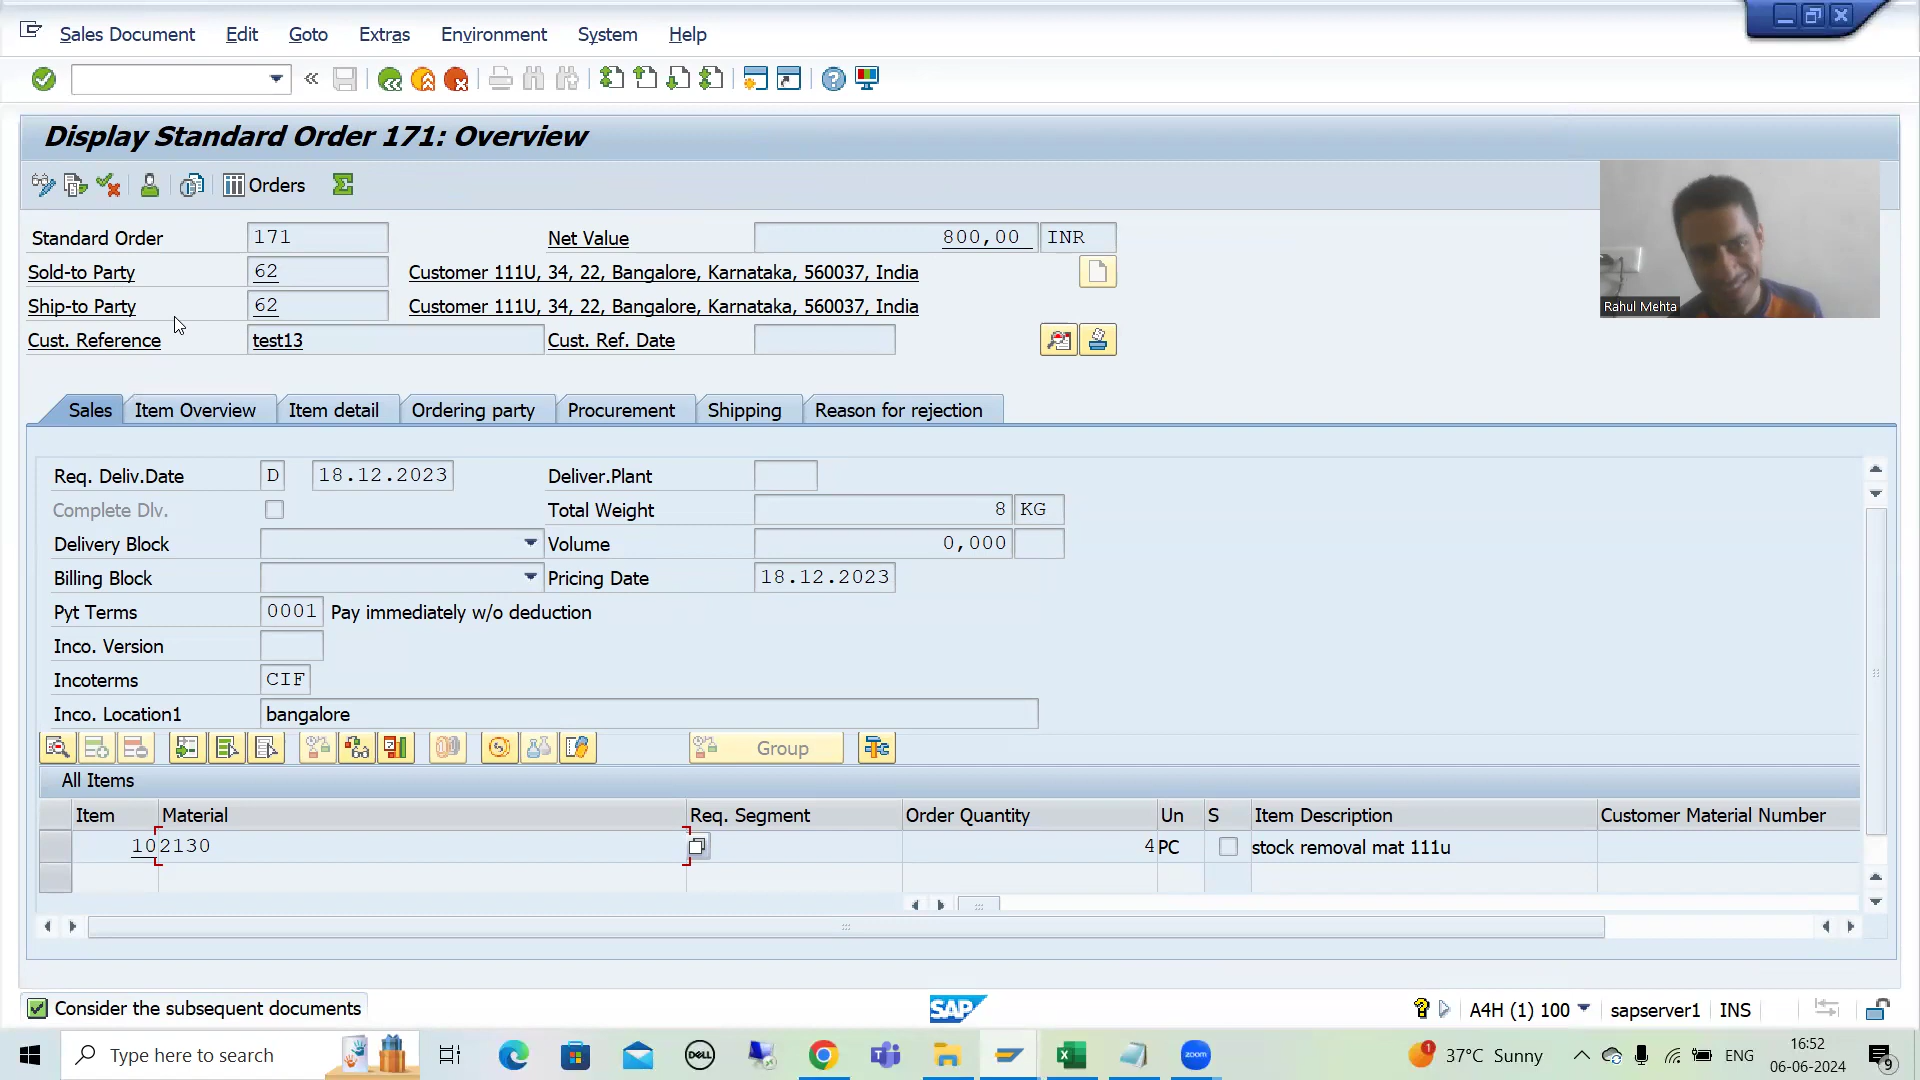 Sales Document Edit Goto Extras Environment System Help
Display Standard Order 171: Overview
Orders
Standard Order 171 Net Value 800,00 INR
Sold-to Party 62 Customer 111U, 34, 22, Bangalore, Karnataka, 560037, India
Ship-to Party 62 Customer 111U, 34, 22, Bangalore, Karnataka, 560037, India
Rahul Mehta
Cust. Reference test13 Cust. Ref. Date
Sales Item Overview Item detail Ordering party Procurement Shipping Reason for rejection
Req. Deliv.Date D 18.12.2023 Deliver.Plant
Complete Dlv. Total Weight 8 KG
Delivery Block Volume 0,000
Billing Block Pricing Date 18.12.2023
Pyt Terms 0001 Pay immediately w/o deduction
Inco. Version
Incoterms CIF
Inco. Location1 bangalore
Group
All Items
Item Material Req. Segment Order Quantity Un S Item Description Customer Material Number
10 2130 4 PC stock removal mat 111u
Consider the subsequent documents SAP A4H (1) 100 sapserver1 INS
Type here to search DELL zoom 1 37°C Sunny ENG 16:52
06-06-2024 9